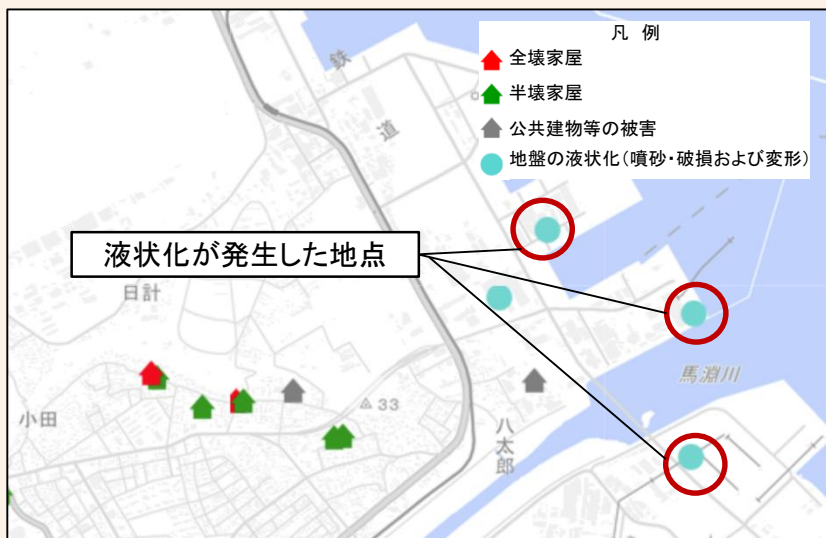 凡 例
全壊家屋
半壊家屋
公共建物等の被害
地盤の液状化(噴砂・破損および変形)
鉄
道
液状化が発生した地点
日計
馬淵川
小田
33
八太郎